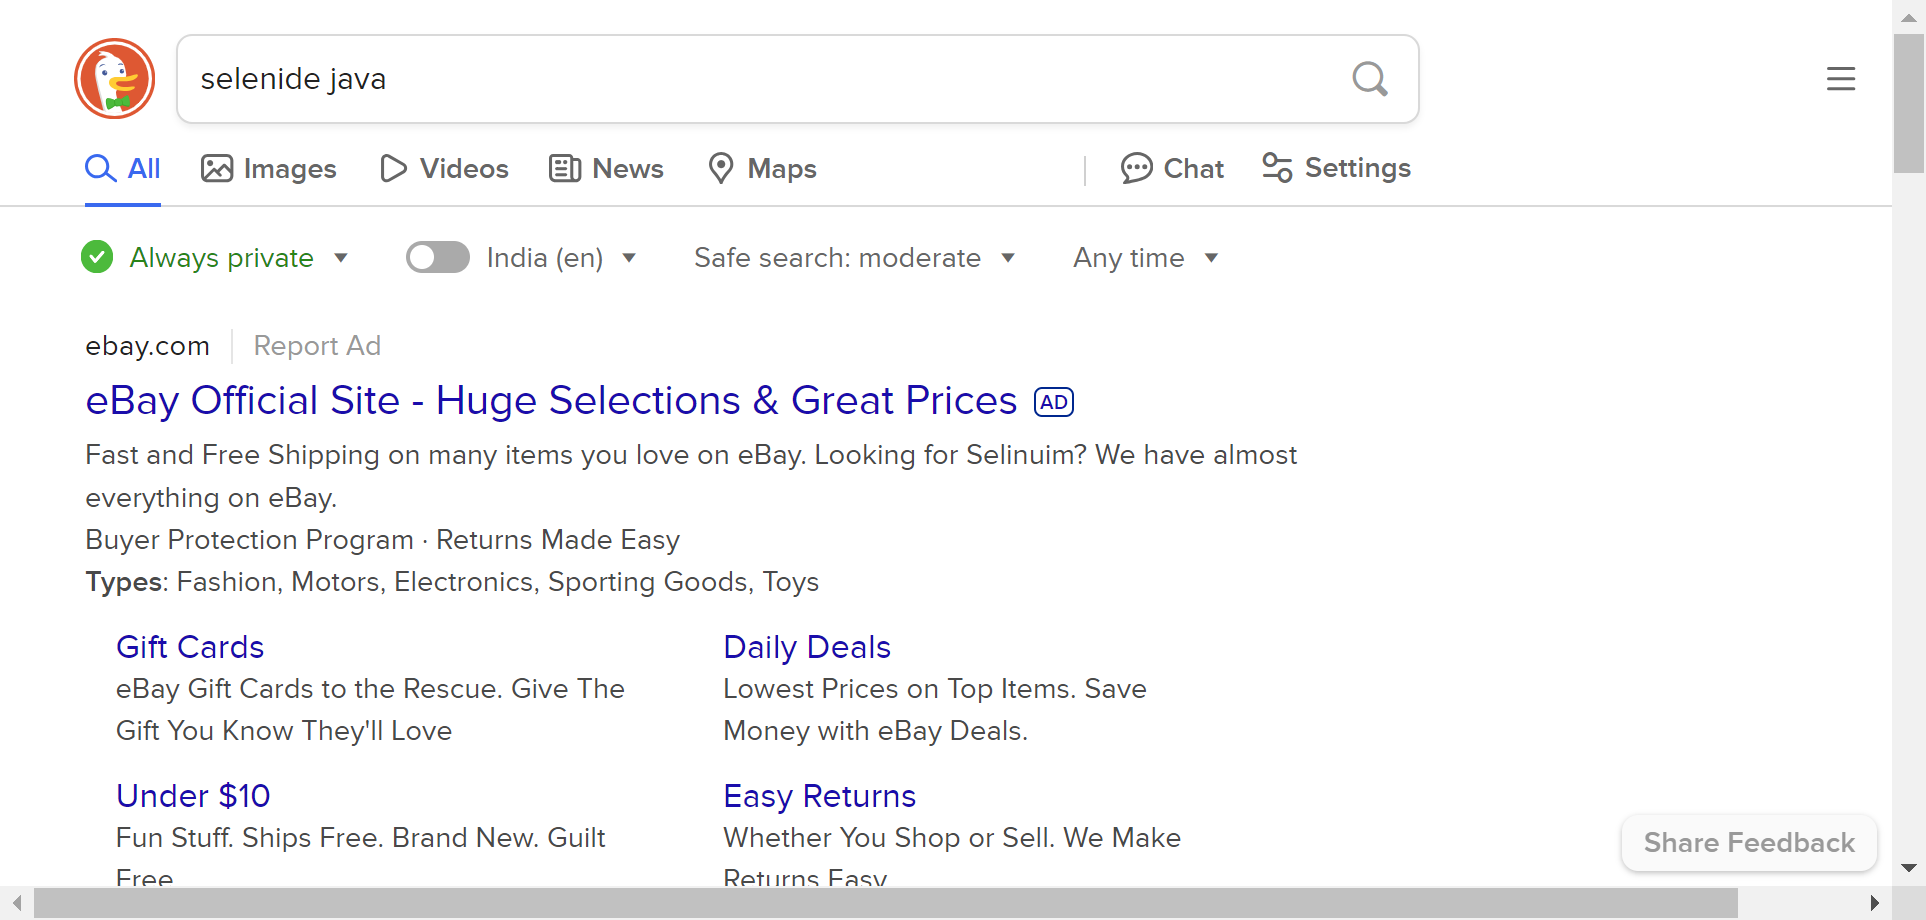 selenide java
All Images Videos News Maps Chat Settings
Always private India (en) Safe search: moderate Any time
ebay.com Report Ad
eBay Official Site - Huge Selections & Great Prices AD
Fast and Free Shipping on many items you love on eBay. Looking for Selinuim? We have almost
everything on eBay.
Buyer Protection Program · Returns Made Easy
Types: Fashion, Motors, Electronics, Sporting Goods, Toys
Gift Cards
eBay Gift Cards to the Rescue. Give The
Gift You Know They'll Love
Daily Deals
Lowest Prices on Top Items. Save
Money with eBay Deals.
Under $10
Fun Stuff. Ships Free. Brand New. Guilt
Free
Easy Returns
Whether You Shop or Sell. We Make
Returns Easy
Share Feedback